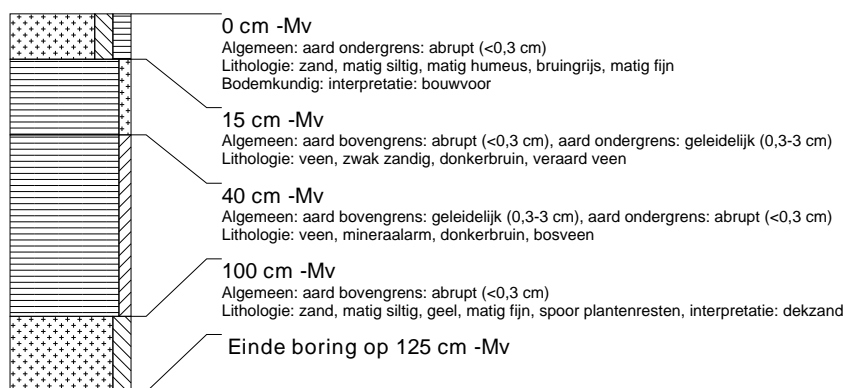 0 cm -Mv
Algemeen: aard ondergrens: abrupt (<0,3 cm)
Lithologie: zand, matig siltig, matig humeus, bruingrijs, matig fijn
Bodemkundig: interpretatie: bouwvoor
15 cm -Mv
Algemeen: aard bovengrens: abrupt (<0,3 cm), aard ondergrens: geleidelijk (0,3-3 cm)
Lithologie: veen, zwak zandig, donkerbruin, veraard veen
40 cm -Mv
Algemeen: aard bovengrens: geleidelijk (0,3-3 cm), aard ondergrens: abrupt (<0,3 cm)
Lithologie: veen, mineraalarm, donkerbruin, bosveen
100 cm -Mv
Algemeen: aard bovengrens: abrupt (<0,3 cm)
Lithologie: zand, matig siltig, geel, matig fijn, spoor plantenresten, interpretatie: dekzand
Einde boring op 125 cm -Mv